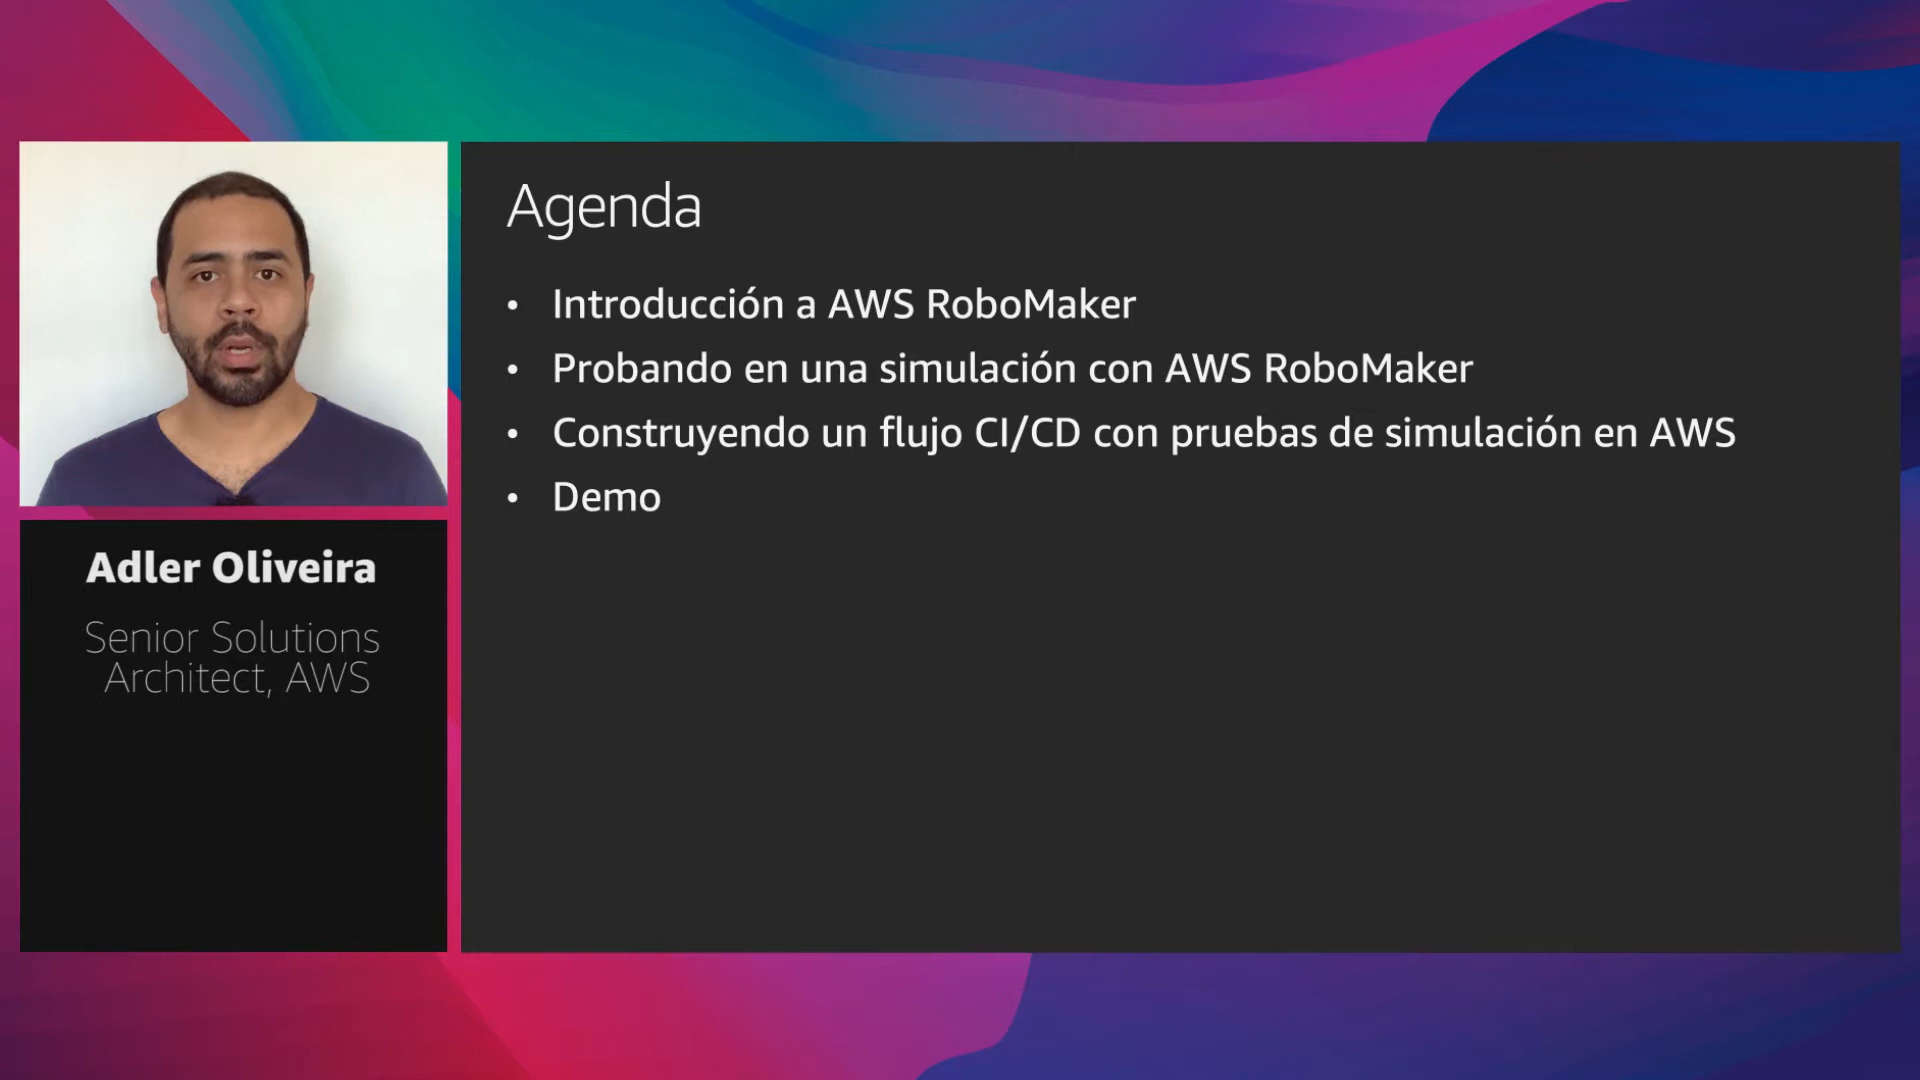 Agenda
• Introducción a AWS RoboMaker
• Probando en una simulación con AWS RoboMaker
• Construyendo un flujo CI/CD con pruebas de simulación en AWS
• Demo
Adler Oliveira
Senior Solutions
Architect, AWS